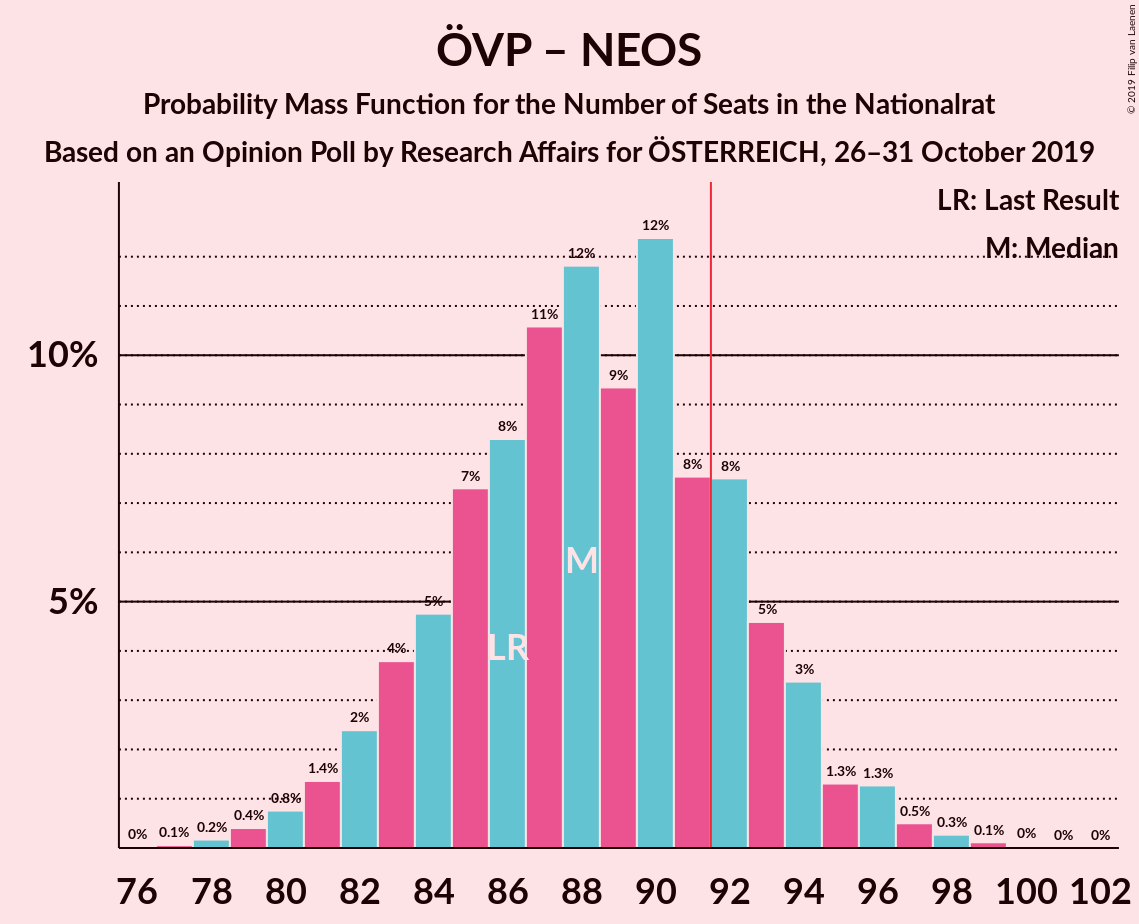 ÖVP – NEOS
Probability Mass Function for the Number of Seats in the Nationalrat
Based on an Opinion Poll by Research Affairs for ÖSTERREICH, 26–31 October 2019
© 2019 Filip van Laenen
LR: Last Result
M: Median
10%
5%
0% 0.1% 0.2% 0.4% 0.8% 1.4% 2% 4% 5% 7% 8% 11% 12% 9% 12% 8% 8% 5% 3% 1.3% 1.3% 0.5% 0.3% 0.1% 0% 0% 0%
M
LR
76 78 80 82 84 86 88 90 92 94 96 98 100 102